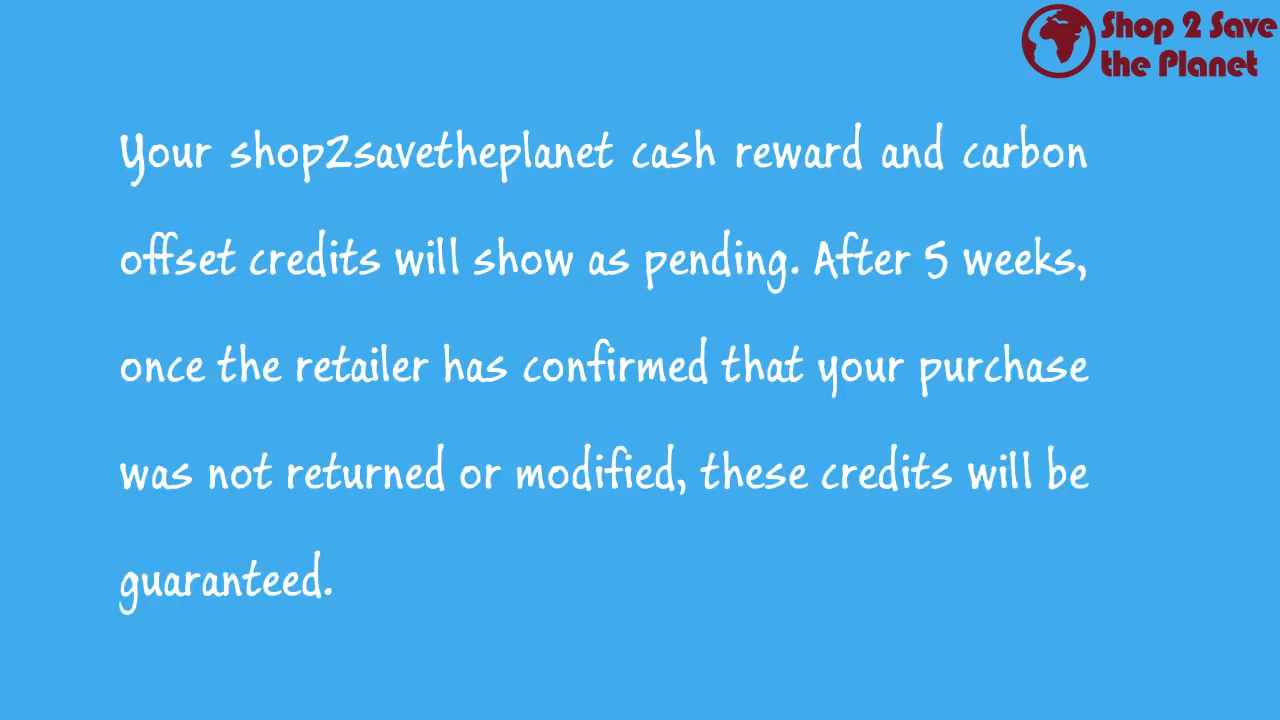 Shop 2 Save
the Planet
Your shop2savetheplanet cash reward and carbon
offset credits will show as pending. After 5 weeks,
once the retailer has confirmed that your purchase
was not returned or modified, these credits will be
guaranteed.